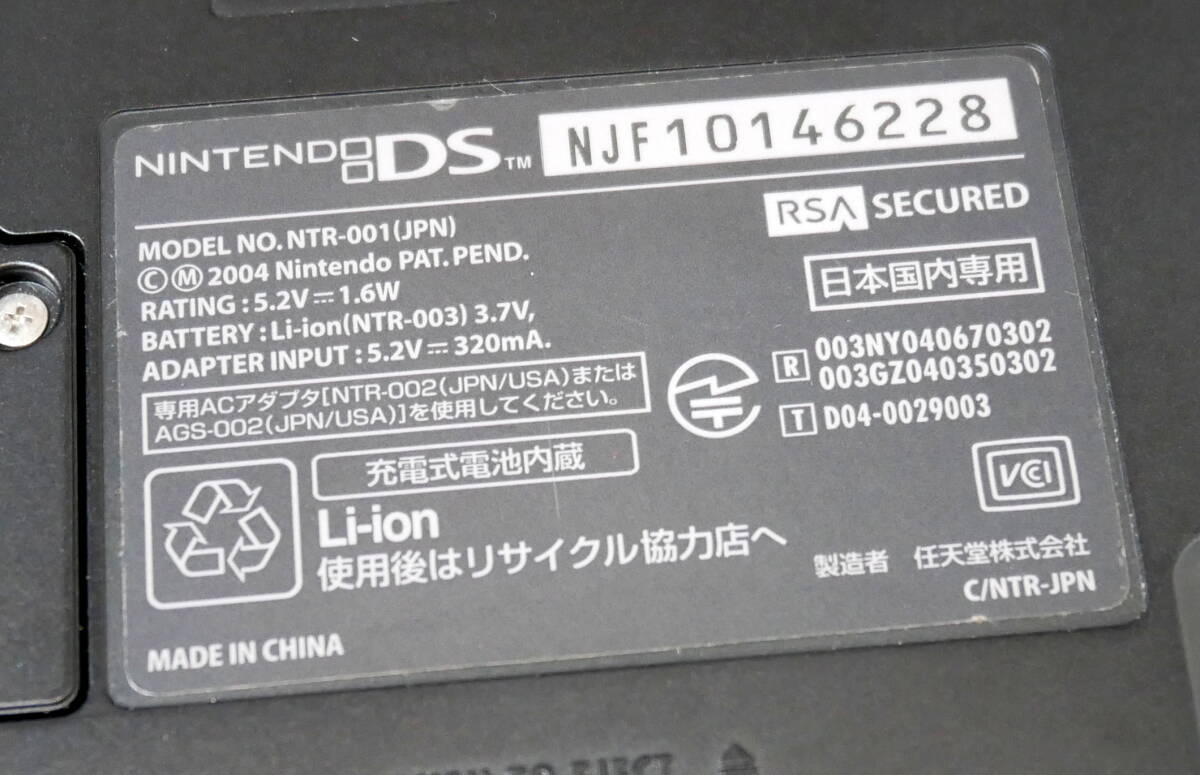 NINTENDO DS™ NJF10146228
RSA SECURED
MODEL NO. NTR-001(JPN)
ⒸⓂ 2004 Nintendo PAT. PEND.
日本国内専用
RATING : 5.2V⎓1.6W
BATTERY : Li-ion(NTR-003) 3.7V,
ADAPTER INPUT : 5.2V⎓320mA.
R 003NY040670302
003GZ040350302
T D04-0029003
専用ACアダプタ[NTR-002(JPN/USA)または
AGS-002(JPN/USA)]を使用してください。
充電式電池内蔵
Li-ion
使用後はリサイクル協力店へ
VCCI
製造者 任天堂株式会社
C/NTR-JPN
MADE IN CHINA
TO EJECT